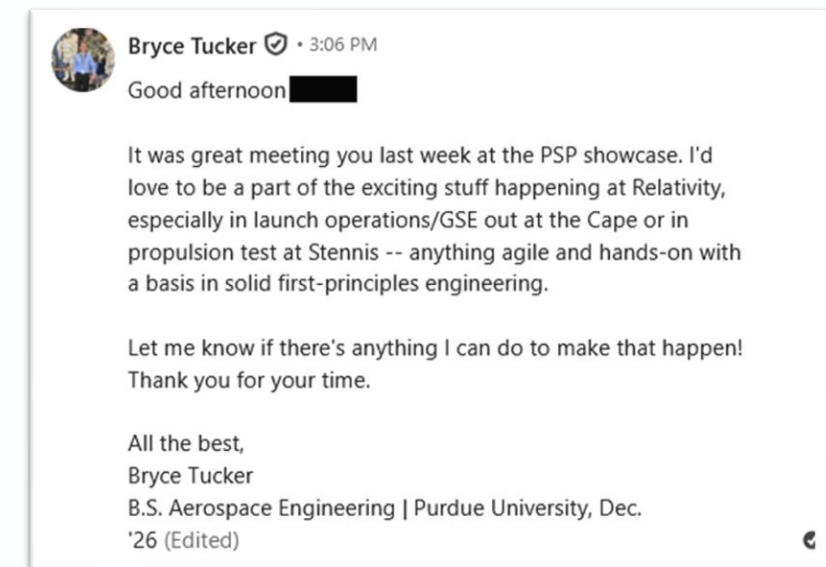 Bryce Tucker • 3:06 PM
Good afternoon
It was great meeting you last week at the PSP showcase. I'd
love to be a part of the exciting stuff happening at Relativity,
especially in launch operations/GSE out at the Cape or in
propulsion test at Stennis -- anything agile and hands-on with
a basis in solid first-principles engineering.
Let me know if there's anything I can do to make that happen!
Thank you for your time.
All the best,
Bryce Tucker
B.S. Aerospace Engineering | Purdue University, Dec.
'26 (Edited)